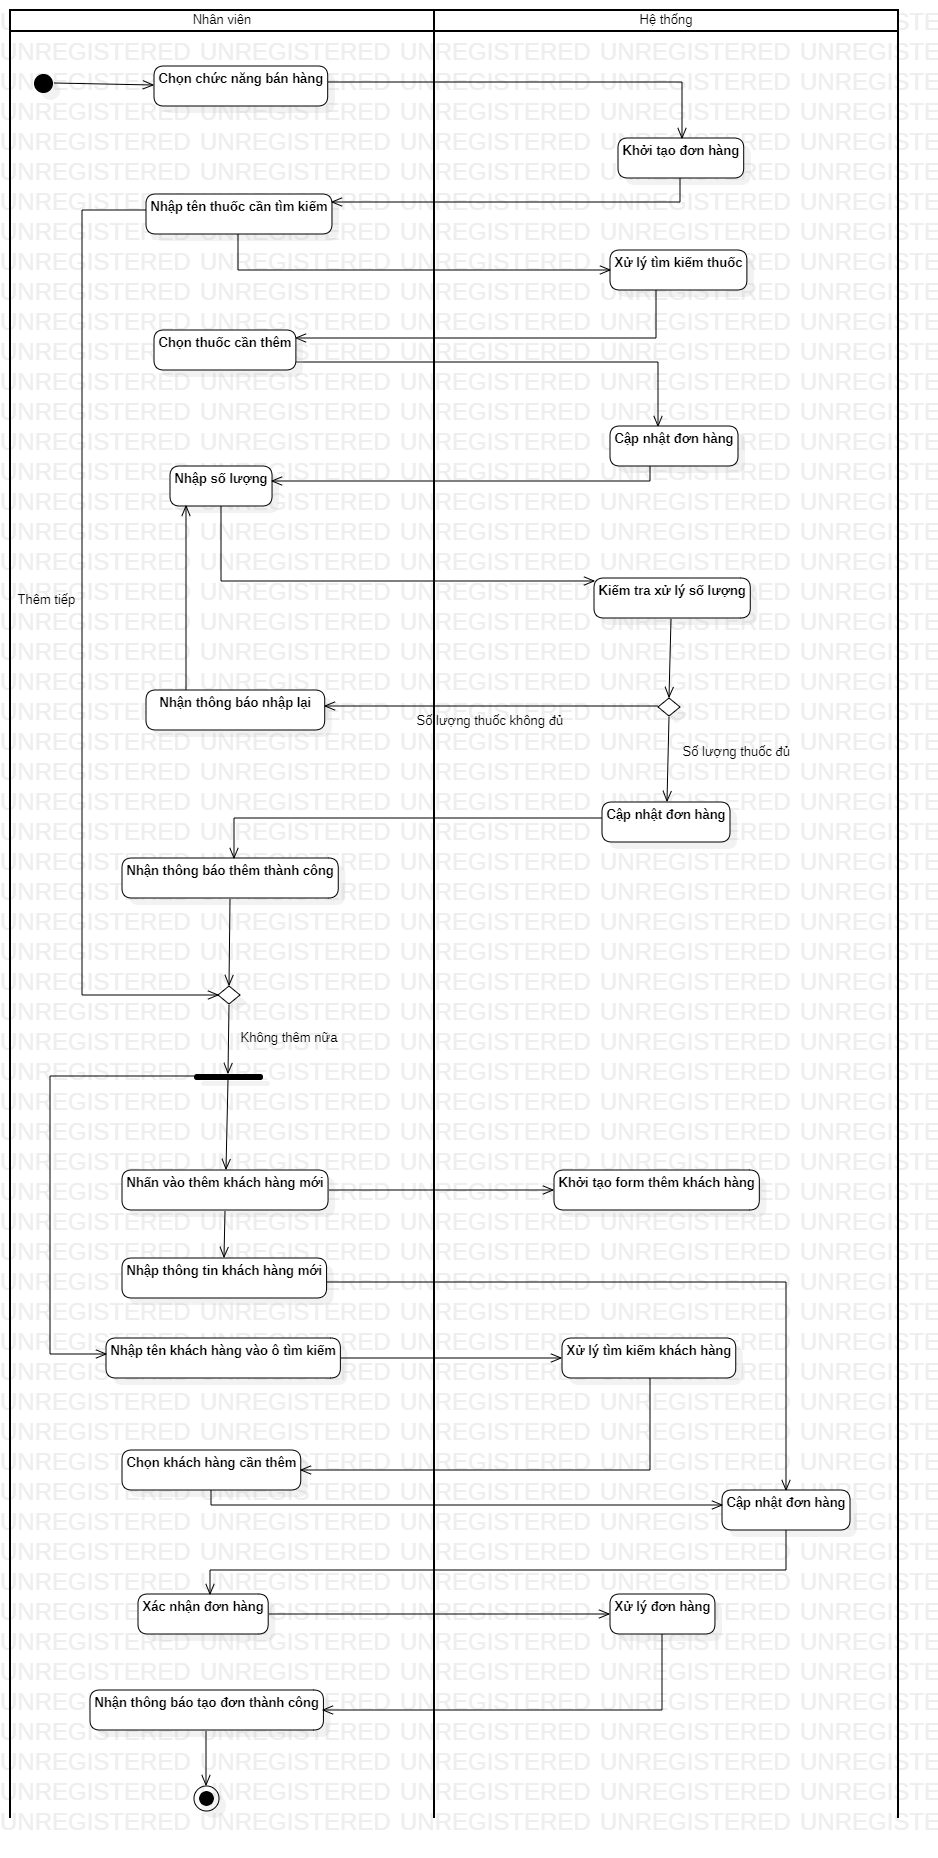 Nhân viên
Hệ thống
Chọn chức năng bán hàng
Khởi tạo đơn hàng
Nhập tên thuốc cần tìm kiếm
Xử lý tìm kiếm thuốc
Chọn thuốc cần thêm
Cập nhật đơn hàng
Nhập số lượng
Kiểm tra xử lý số lượng
Thêm tiếp
Nhận thông báo nhập lại
Số lượng thuốc không đủ
Số lượng thuốc đủ
Cập nhật đơn hàng
Nhận thông báo thêm thành công
Không thêm nữa
Nhấn vào thêm khách hàng mới
Khởi tạo form thêm khách hàng
Nhập thông tin khách hàng mới
Nhập tên khách hàng vào ô tìm kiếm
Xử lý tìm kiếm khách hàng
Chọn khách hàng cần thêm
Cập nhật đơn hàng
Xác nhận đơn hàng
Xử lý đơn hàng
Nhận thông báo tạo đơn thành công
UNREGISTERED